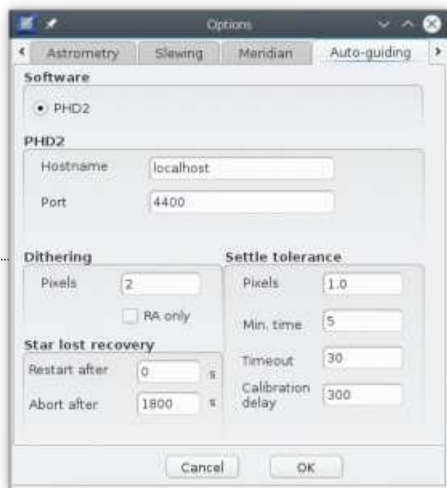 Options
Astrometry Slewing Meridian Auto-guiding
Software
PHD2
PHD2
Hostname localhost
Port 4400
Dithering
Pixels 2
RA only
Star lost recovery
Restart after 0 s
Abort after 1800 s
Settle tolerance
Pixels 1.0
Min. time 5
Timeout 30
Calibration
delay 300
Cancel OK